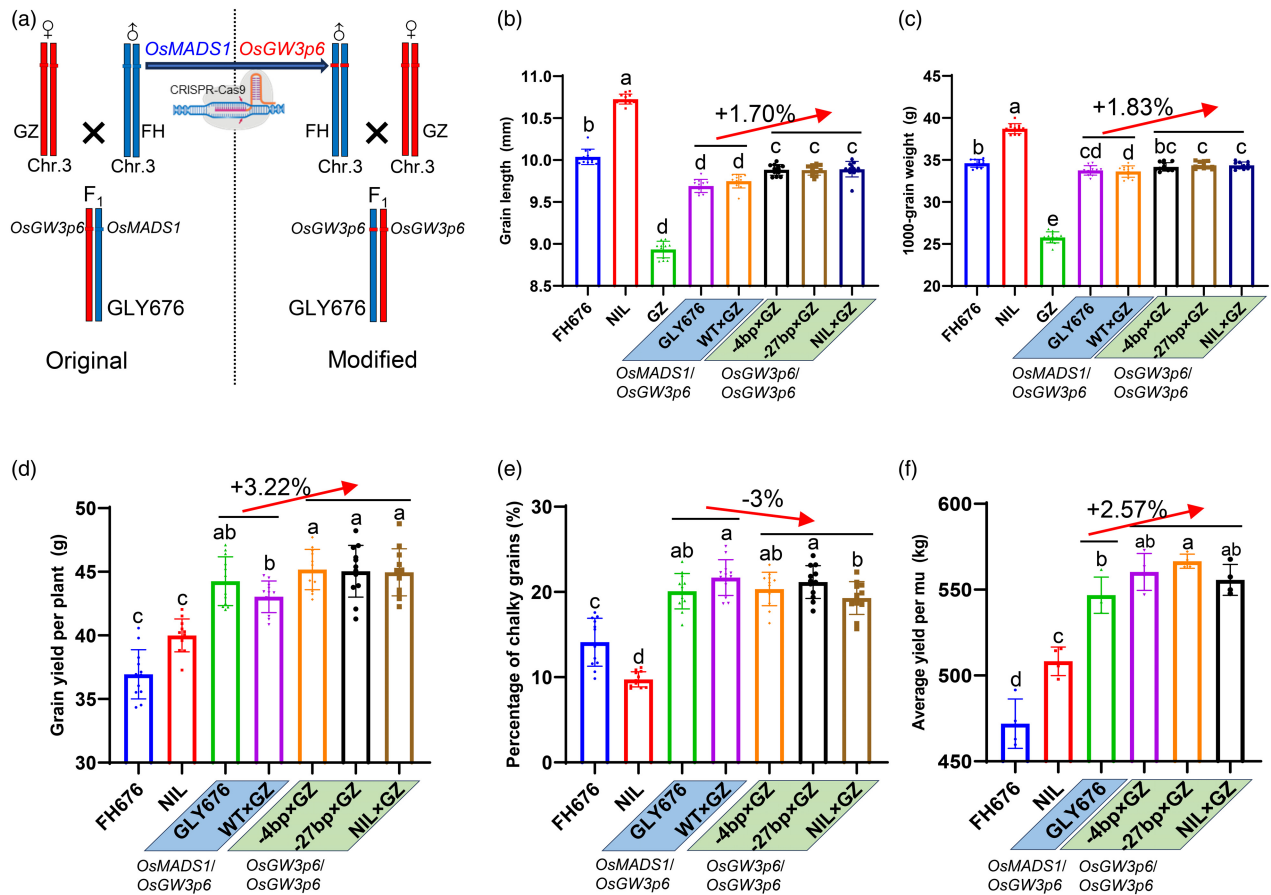 (a)
♀
♂
OsMADS1
OsGW3p6
♂
♀
CRISPR-Cas9
GZ
FH
FH
GZ
Chr.3
Chr.3
Chr.3
Chr.3
F1
F1
OsGW3p6
OsMADS1
OsGW3p6
OsGW3p6
GLY676
GLY676
Original
Modified
(b)
Grain length (mm)
11.0
10.5
10.0
9.5
9.0
8.5
+1.70%
b
a
d
d
d
c
c
c
FH676
NIL
GZ
GLY676
WT×GZ
-4bp×GZ
-27bp×GZ
NIL×GZ
OsMADS1/
OsGW3p6
OsGW3p6/
OsGW3p6
(c)
1000-grain weight (g)
45
40
35
30
25
20
+1.83%
b
a
e
cd
d
bc
c
c
FH676
NIL
GZ
GLY676
WT×GZ
-4bp×GZ
-27bp×GZ
NIL×GZ
OsMADS1/
OsGW3p6
OsGW3p6/
OsGW3p6
(d)
Grain yield per plant (g)
50
45
40
35
30
+3.22%
c
c
ab
b
a
a
a
FH676
NIL
GLY676
WT×GZ
-4bp×GZ
-27bp×GZ
NIL×GZ
OsMADS1/
OsGW3p6
OsGW3p6/
OsGW3p6
(e)
Percentage of chalky grains (%)
30
20
10
0
-3%
c
d
ab
a
ab
a
b
FH676
NIL
GLY676
WT×GZ
-4bp×GZ
-27bp×GZ
NIL×GZ
OsMADS1/
OsGW3p6
OsGW3p6/
OsGW3p6
(f)
Average yield per mu (kg)
600
550
500
450
+2.57%
d
c
b
ab
a
ab
FH676
NIL
GLY676
-4bp×GZ
-27bp×GZ
NIL×GZ
OsMADS1/
OsGW3p6
OsGW3p6/
OsGW3p6